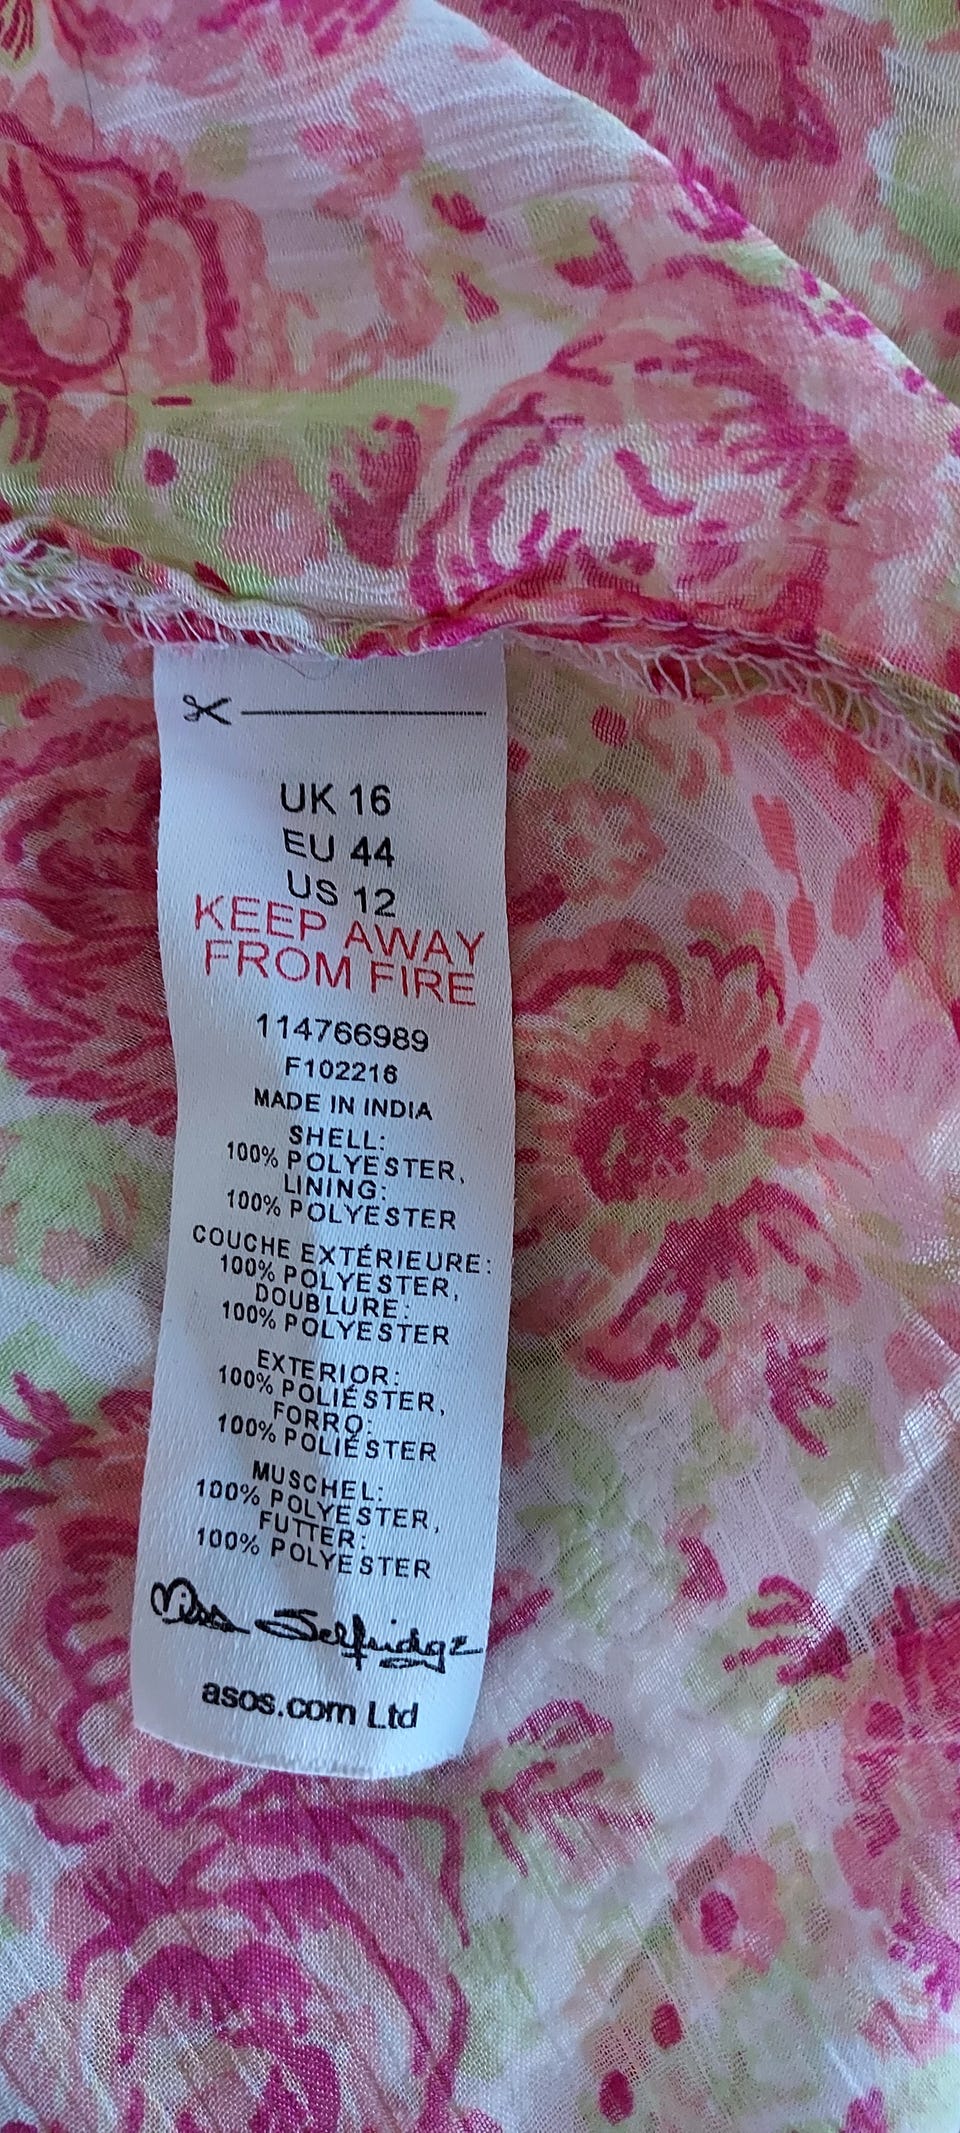 UK 16
EU 44
US 12
KEEP AWAY
FROM FIRE
114766989
F102216
MADE IN INDIA
SHELL:
100% POLYESTER,
LINING:
100% POLYESTER
COUCHE EXTÉRIEURE:
100% POLYESTER,
DOUBLURE:
100% POLYESTER
EXTERIOR:
100% POLIÉSTER,
FORRO:
100% POLIÉSTER
MUSCHEL:
100% POLYESTER,
FUTTER:
100% POLYESTER
Miss Selfridge
asos.com Ltd